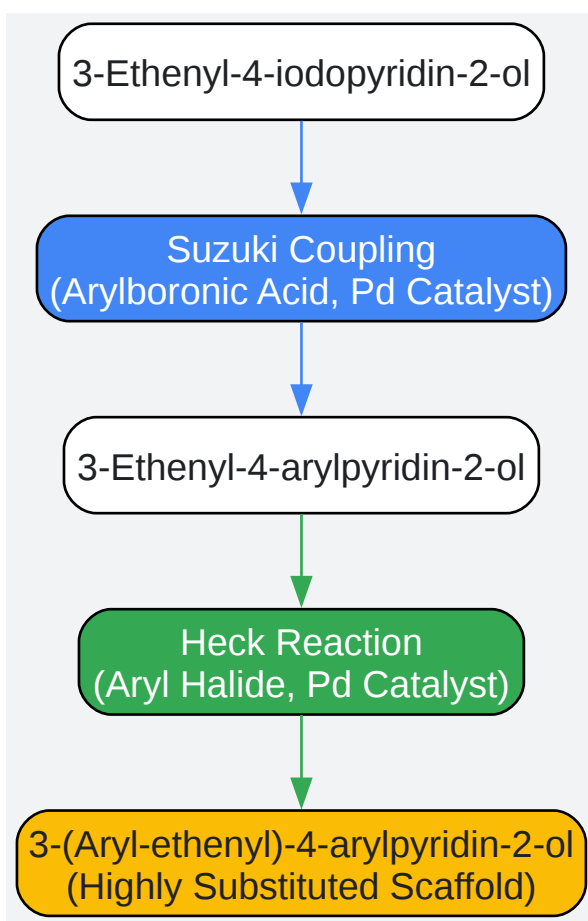 3-Ethenyl-4-iodopyridin-2-ol
Suzuki Coupling
(Arylboronic Acid, Pd Catalyst)
3-Ethenyl-4-arylpyridin-2-ol
Heck Reaction
(Aryl Halide, Pd Catalyst)
3-(Aryl-ethenyl)-4-arylpyridin-2-ol
(Highly Substituted Scaffold)